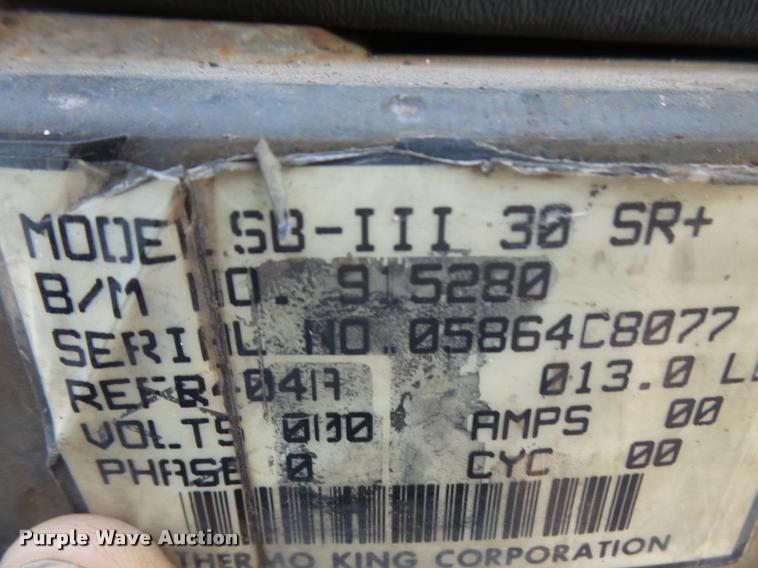 MODEL SB-III 30 SR+
B/M NO. 915280
SERIAL NO. 05864C8077
REFR 404A 013.0
VOLTS 000 AMPS 00
PHASE 0 CYC 00
THERMO KING CORPORATION
Purple Wave Auction